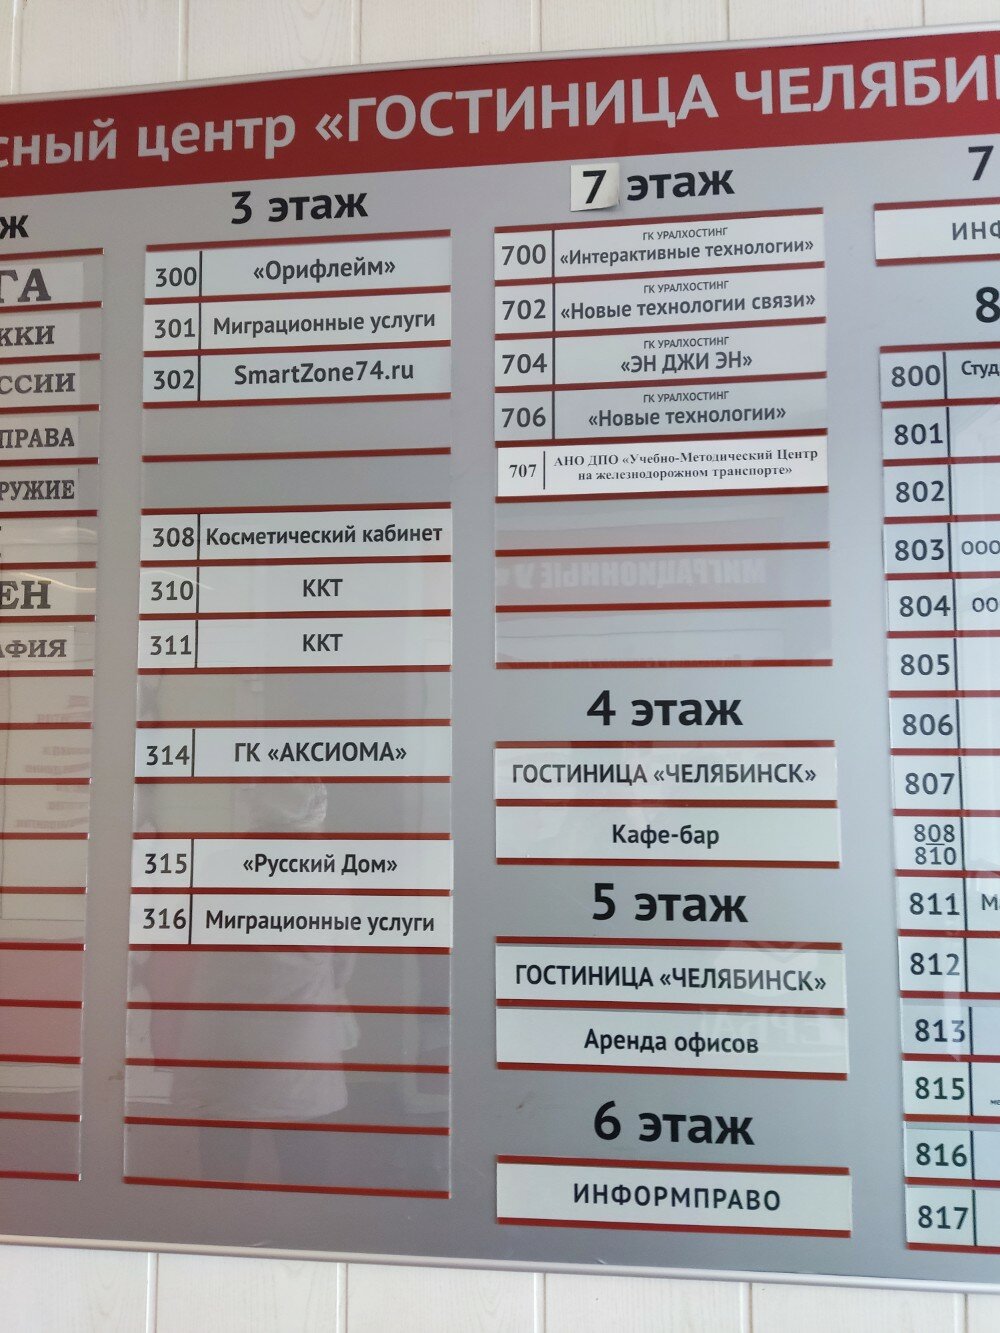 центр «ГОСТИНИЦА
3 этаж
300 «Орифлейм»
301 Миграционные услуги
302 SmartZone74.ru
308 Косметический кабинет
310 ККТ
311 ККТ
314 ГК «АКСИОМА»
315 «Русский Дом»
316 Миграционные услуги
7 этаж
ГК УРАЛХОСТИНГ
700 «Интерактивные технологии»
ГК УРАЛХОСТИНГ
702 «Новые технологии связи»
ГК УРАЛХОСТИНГ
704 «ЭН ДЖИ ЭН»
ГК УРАЛХОСТИНГ
706 «Новые технологии»
707 АНО ДПО «Учебно-Методический Центр
на железнодорожном транспорте»
4 этаж
ГОСТИНИЦА «ЧЕЛЯБИНСК»
Кафе-бар
5 этаж
ГОСТИНИЦА «ЧЕЛЯБИНСК»
Аренда офисов
6 этаж
ИНФОРМПРАВО
7
8
800
801
802
803 ООО
804
805
806
807
808
810
811
812
813
815
816
817